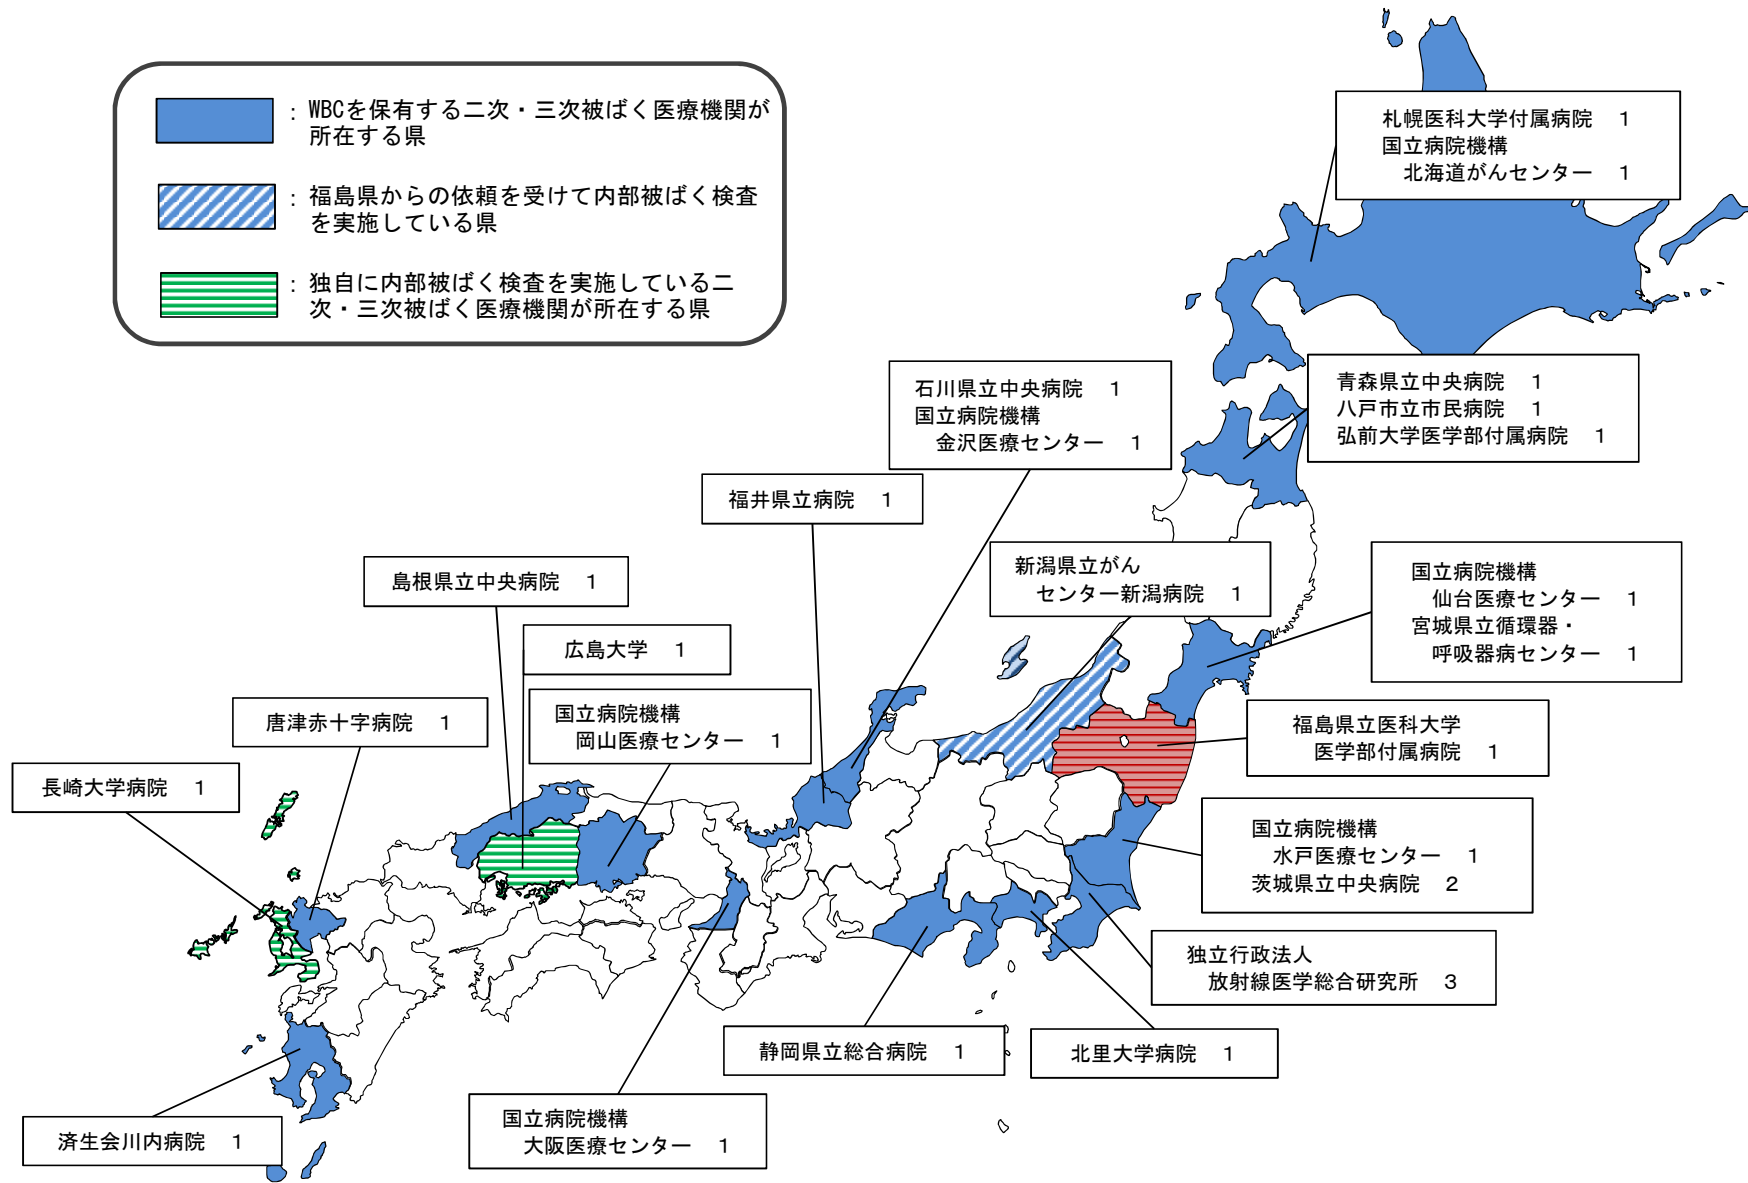 ：WBCを保有する二次・三次被ばく医療機関が
所在する県
：福島県からの依頼を受けて内部被ばく検査
を実施している県
：独自に内部被ばく検査を実施している二
次・三次被ばく医療機関が所在する県
札幌医科大学付属病院　1
国立病院機構
北海道がんセンター　1
青森県立中央病院　1
八戸市立市民病院　1
弘前大学医学部付属病院　1
石川県立中央病院　1
国立病院機構
金沢医療センター　1
福井県立病院　1
新潟県立がん
センター新潟病院　1
国立病院機構
仙台医療センター　1
宮城県立循環器・
呼吸器病センター　1
島根県立中央病院　1
広島大学　1
国立病院機構
岡山医療センター　1
唐津赤十字病院　1
長崎大学病院　1
福島県立医科大学
医学部付属病院　1
国立病院機構
水戸医療センター　1
茨城県立中央病院　2
独立行政法人
放射線医学総合研究所　3
静岡県立総合病院　1
北里大学病院　1
国立病院機構
大阪医療センター　1
済生会川内病院　1